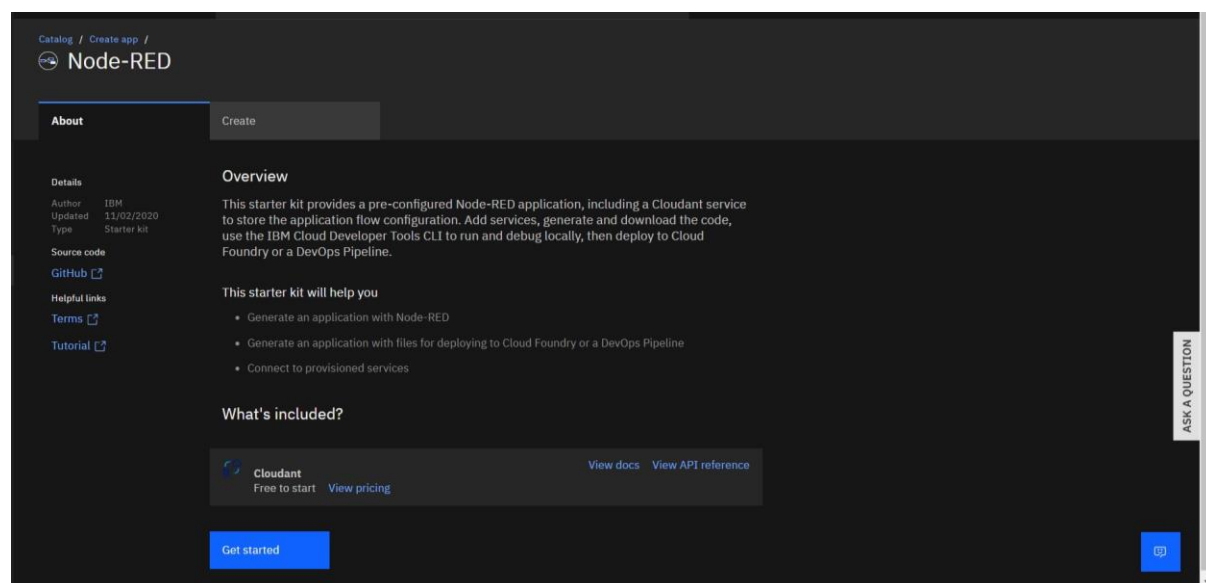 Catalog / Create app /
Node-RED
About
Create
Details
Author IBM
Updated 11/02/2020
Type Starter kit
Source code
GitHub
Helpful links
Terms
Tutorial
Overview
This starter kit provides a pre-configured Node-RED application, including a Cloudant service
to store the application flow configuration. Add services, generate and download the code,
use the IBM Cloud Developer Tools CLI to run and debug locally, then deploy to Cloud
Foundry or a DevOps Pipeline.
This starter kit will help you
• Generate an application with Node-RED
• Generate an application with files for deploying to Cloud Foundry or a DevOps Pipeline
• Connect to provisioned services
What's included?
Cloudant
Free to start View pricing
View docs View API reference
Get started
ASK A QUESTION